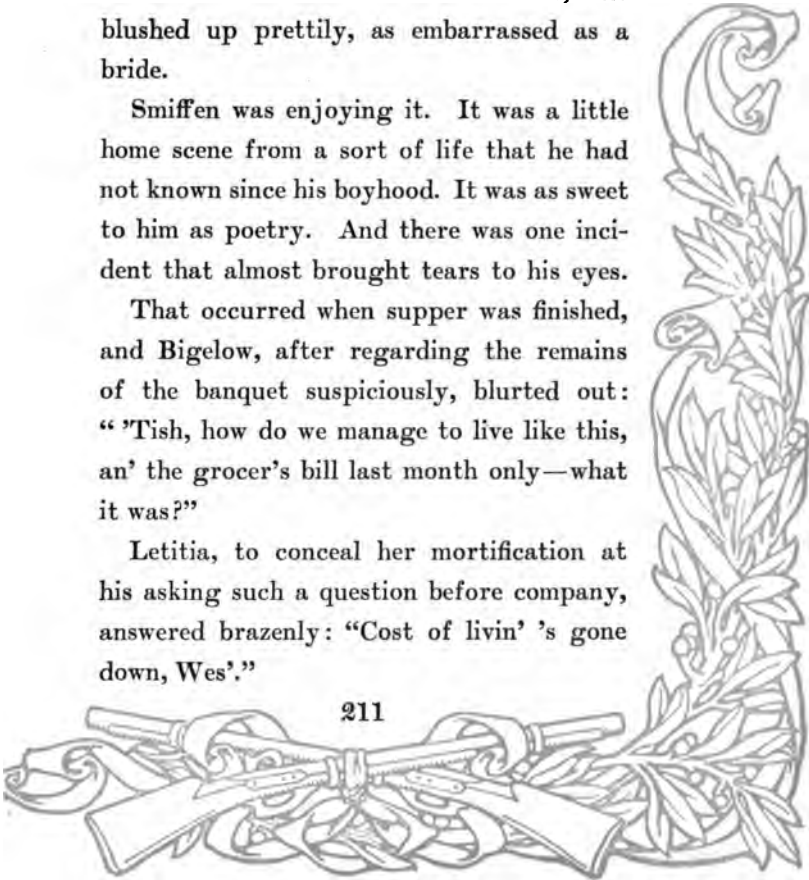 blushed up prettily, as embarrassed as a
bride.
Smiffen was enjoying it. It was a little
home scene from a sort of life that he had
not known since his boyhood. It was as sweet
to him as poetry. And there was one inci-
dent that almost brought tears to his eyes.
That occurred when supper was finished,
and Bigelow, after regarding the remains
of the banquet suspiciously, blurted out:
“ ’Tish, how do we manage to live like this,
an’ the grocer’s bill last month only—what
it was?”
Letitia, to conceal her mortification at
his asking such a question before company,
answered brazenly: “Cost of livin’ ’s gone
down, Wes’.”
211